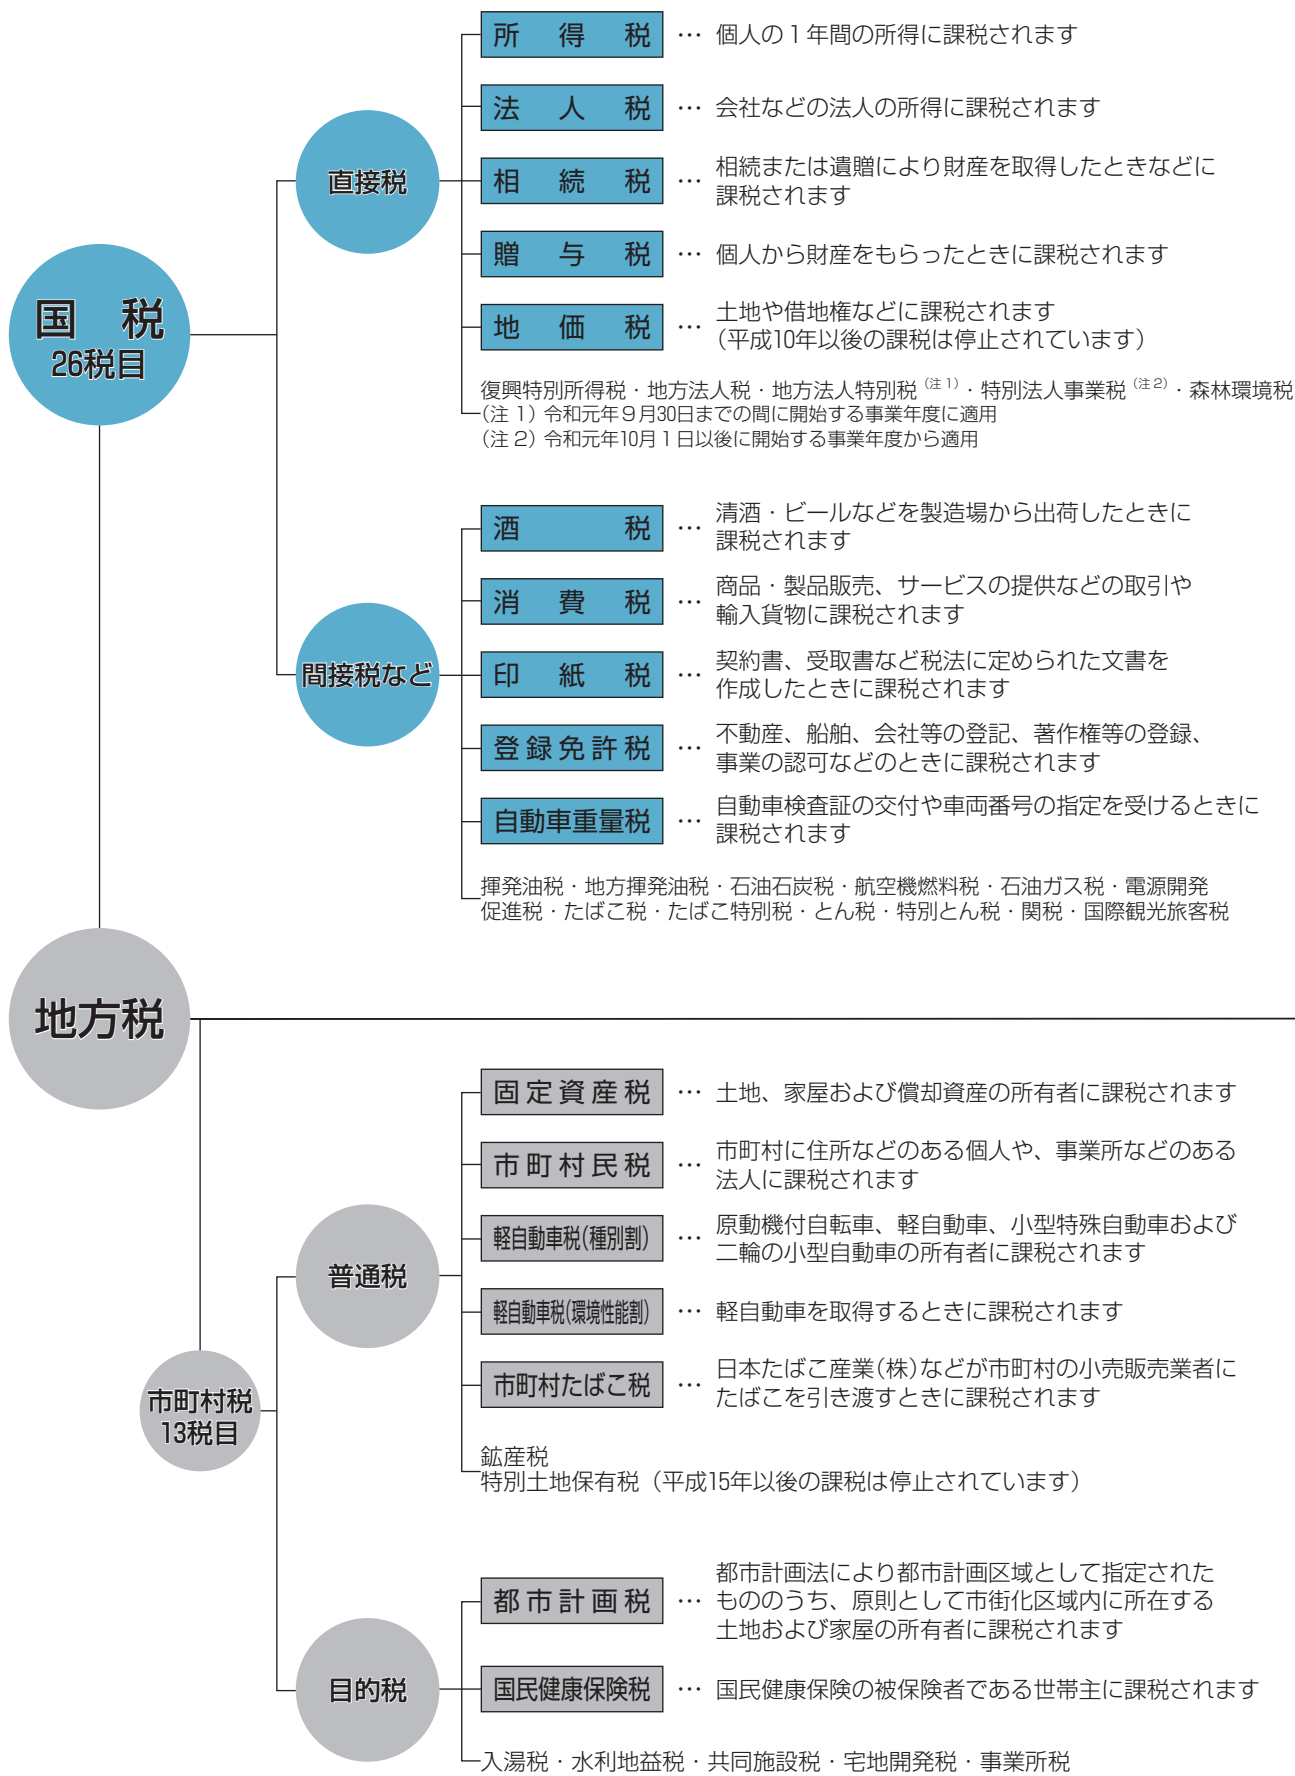 国　税
26税目
直接税
所得税 … 個人の１年間の所得に課税されます
法人税 … 会社などの法人の所得に課税されます
相続税 … 相続または遺贈により財産を取得したときなどに
課税されます
贈与税 … 個人から財産をもらったときに課税されます
地価税 … 土地や借地権などに課税されます
（平成10年以後の課税は停止されています）
復興特別所得税・地方法人税・地方法人特別税（注１）・特別法人事業税（注２）・森林環境税
（注 1）令和元年９月30日までの間に開始する事業年度に適用
（注 2）令和元年10月１日以後に開始する事業年度から適用
間接税など
酒税 … 清酒・ビールなどを製造場から出荷したときに
課税されます
消費税 … 商品・製品販売、サービスの提供などの取引や
輸入貨物に課税されます
印紙税 … 契約書、受取書など税法に定められた文書を
作成したときに課税されます
登録免許税 … 不動産、船舶、会社等の登記、著作権等の登録、
事業の認可などのときに課税されます
自動車重量税 … 自動車検査証の交付や車両番号の指定を受けるときに
課税されます
揮発油税・地方揮発油税・石油石炭税・航空機燃料税・石油ガス税・電源開発
促進税・たばこ税・たばこ特別税・とん税・特別とん税・関税・国際観光旅客税
地方税
市町村税
13税目
普通税
固定資産税 … 土地、家屋および償却資産の所有者に課税されます
市町村民税 … 市町村に住所などのある個人や、事業所などのある
法人に課税されます
軽自動車税（種別割） … 原動機付自転車、軽自動車、小型特殊自動車および
二輪の小型自動車の所有者に課税されます
軽自動車税（環境性能割） … 軽自動車を取得するときに課税されます
市町村たばこ税 … 日本たばこ産業（株）などが市町村の小売販売業者に
たばこを引き渡すときに課税されます
鉱産税
特別土地保有税（平成15年以後の課税は停止されています）
目的税
都市計画税 … 都市計画法により都市計画区域として指定された
もののうち、原則として市街化区域内に所在する
土地および家屋の所有者に課税されます
国民健康保険税 … 国民健康保険の被保険者である世帯主に課税されます
入湯税・水利地益税・共同施設税・宅地開発税・事業所税